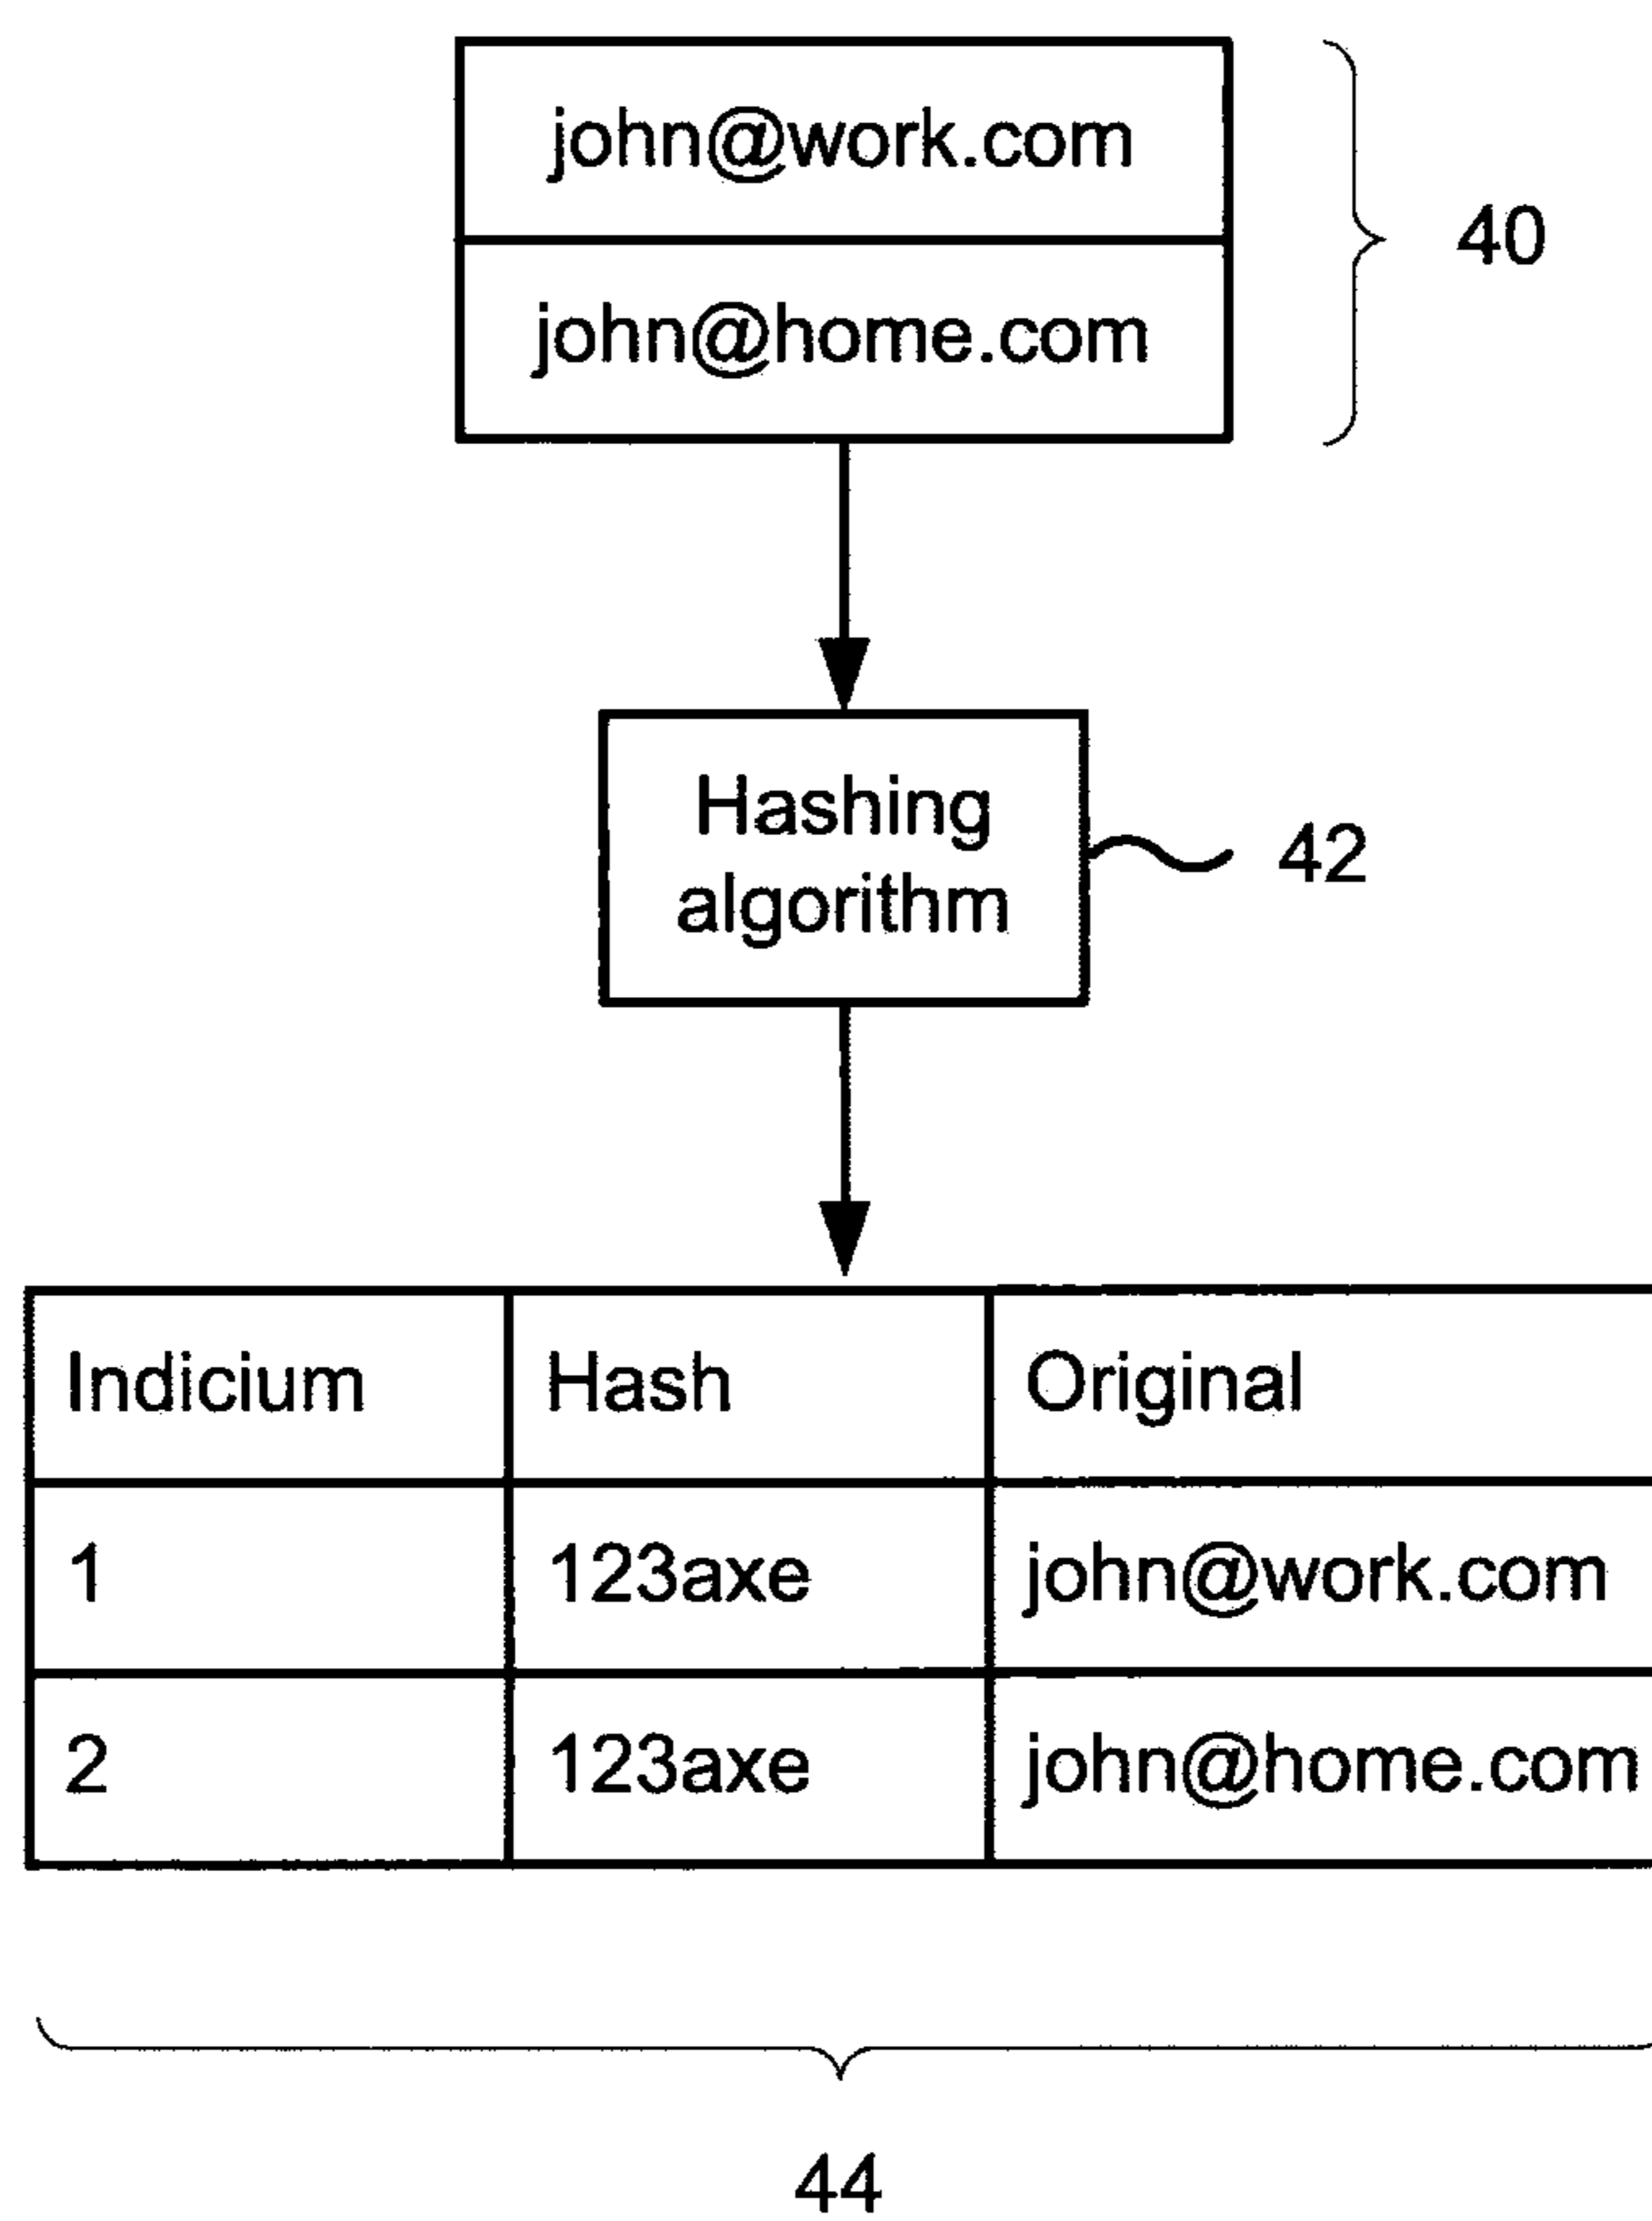 john@work.com
40
john@home.com
Hashing
algorithm
42
Indicium Hash Original
1 123axe john@work.com
2 123axe john@home.com
44